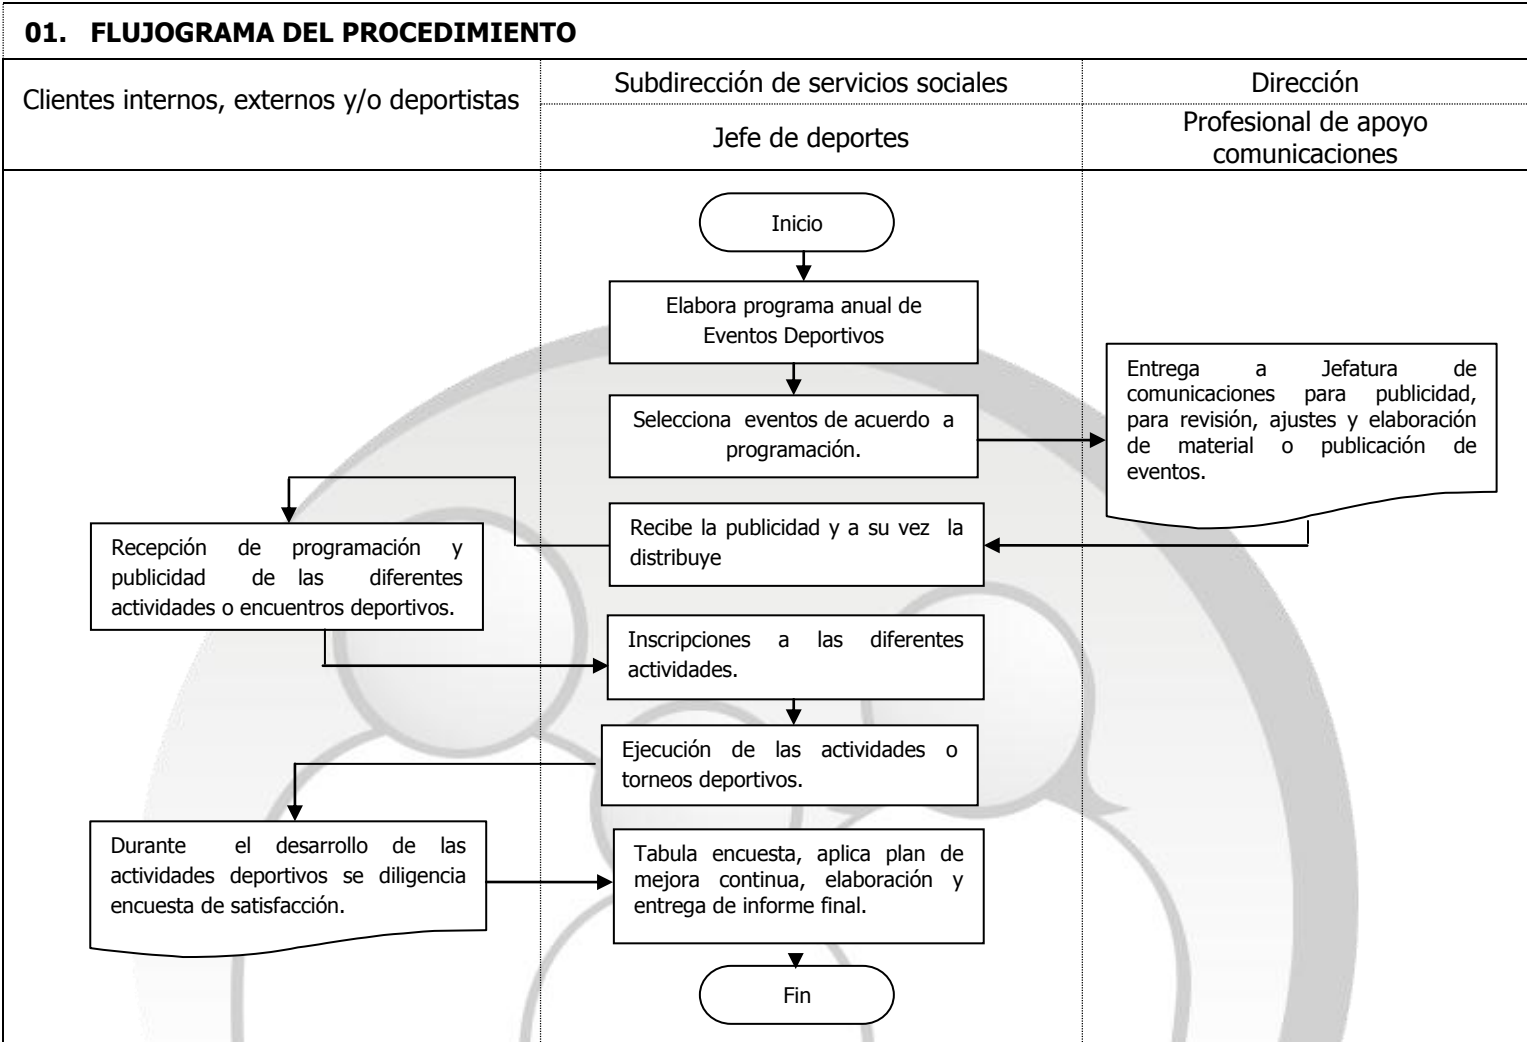 01. FLUJOGRAMA DEL PROCEDIMIENTO
Clientes internos, externos y/o deportistas
Subdirección de servicios sociales
Jefe de deportes
Dirección
Profesional de apoyo
comunicaciones
Inicio
Elabora programa anual de
Eventos Deportivos
Selecciona eventos de acuerdo a
programación.
Entrega a Jefatura de
comunicaciones para publicidad,
para revisión, ajustes y elaboración
de material o publicación de
eventos.
Recibe la publicidad y a su vez la
distribuye
Recepción de programación y
publicidad de las diferentes
actividades o encuentros deportivos.
Inscripciones a las diferentes
actividades.
Ejecución de las actividades o
torneos deportivos.
Durante el desarrollo de las
actividades deportivos se diligencia
encuesta de satisfacción.
Tabula encuesta, aplica plan de
mejora continua, elaboración y
entrega de informe final.
Fin